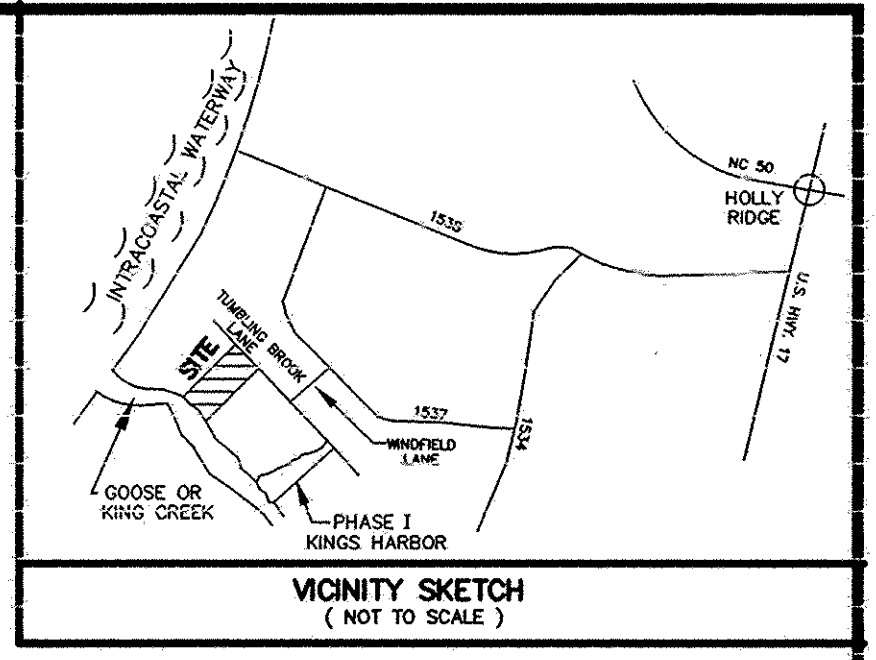 INTRACOASTAL WATERWAY
NC 50
HOLLY
RIDGE
1538
U.S. HWY. 17
TUMBLING BROOK
LANE
SITE
1537
1534
WINDFIELD
LANE
GOOSE OR
KING CREEK
PHASE I
KINGS HARBOR
VICINITY SKETCH
( NOT TO SCALE )